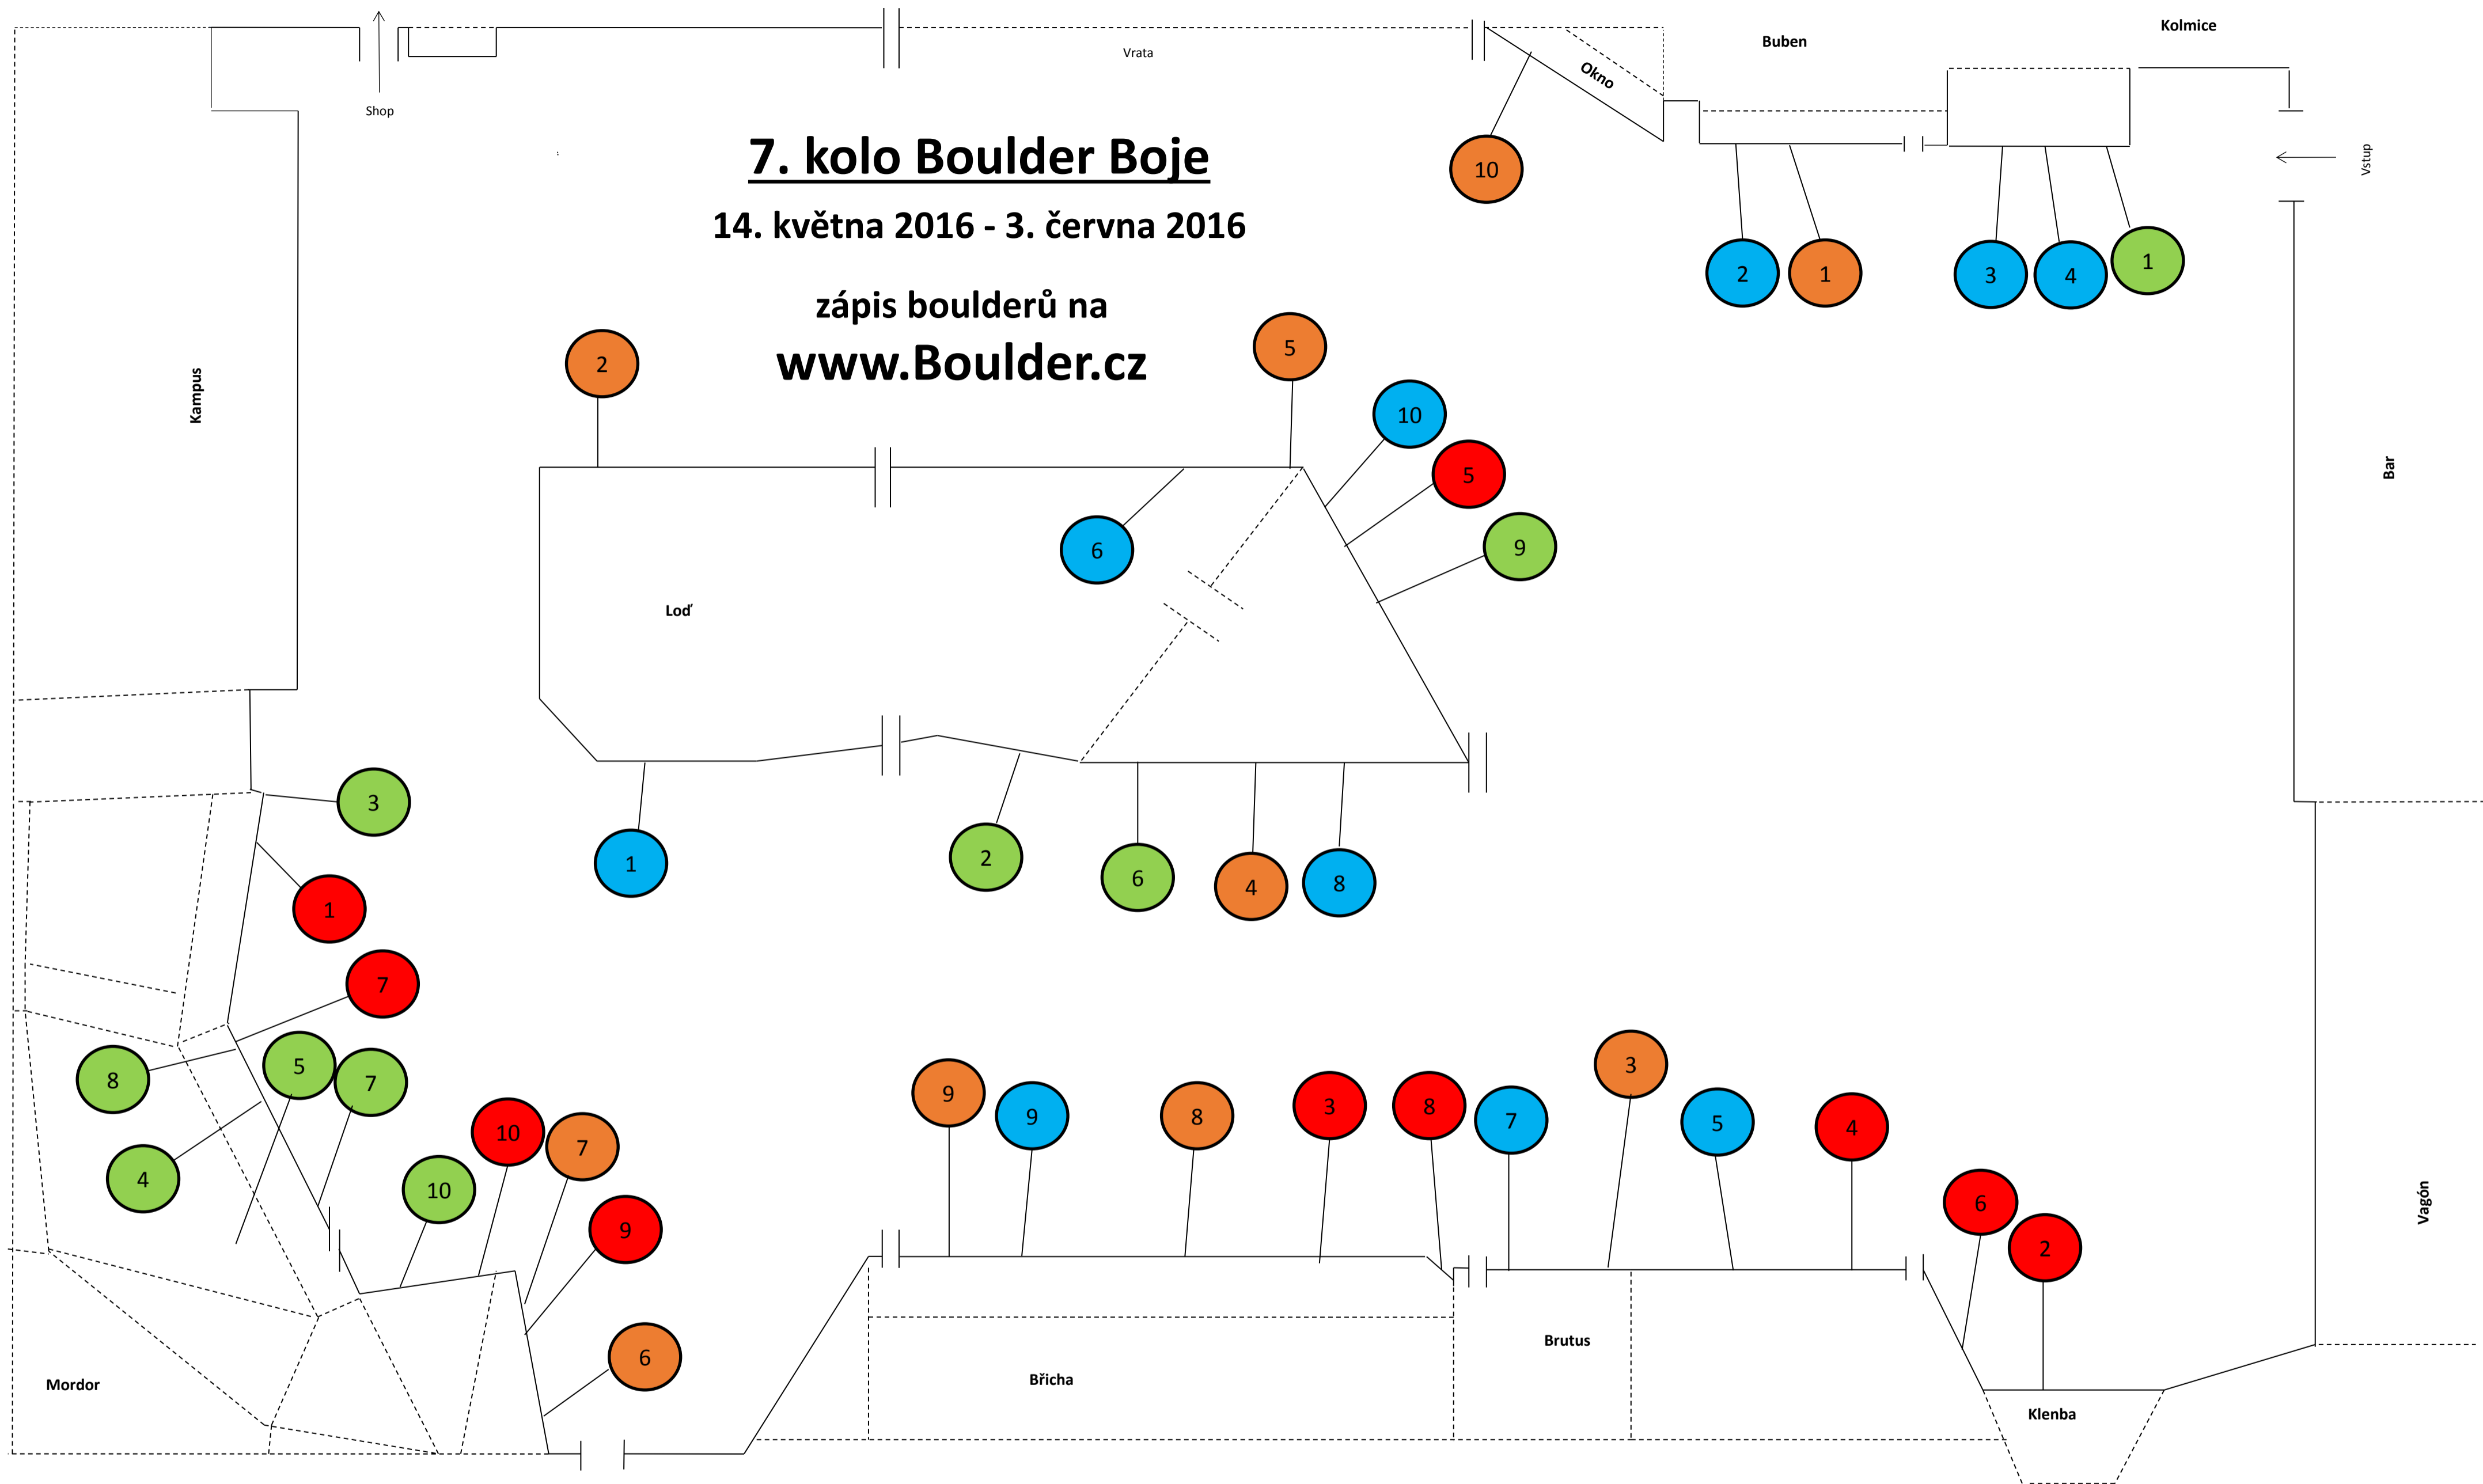 Kolmice
Buben
Vrata
Okno
Shop
7. kolo Boulder Boje
14. května 2016 - 3. června 2016
zápis boulderů na
www.Boulder.cz
Vstup
10
2
1
3
4
1
2
5
10
5
9
6
Kampus
Bar
Loď
3
1
2
6
4
8
1
7
8
5
7
4
10
10
7
9
6
9
9
8
3
8
7
3
5
4
6
2
Vagón
Mordor
Břicha
Brutus
Klenba